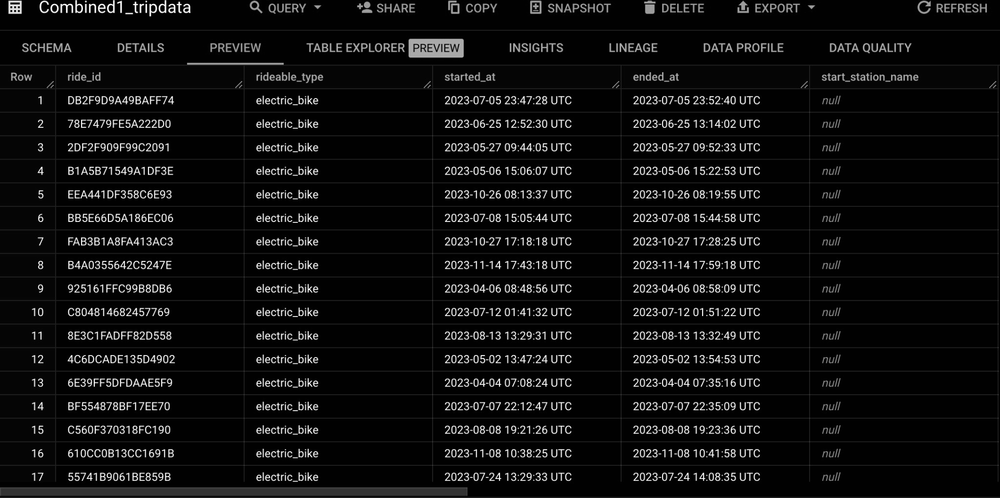 Combined1_tripdata QUERY SHARE COPY SNAPSHOT DELETE EXPORT REFRESH
SCHEMA DETAILS PREVIEW TABLE EXPLORER PREVIEW INSIGHTS LINEAGE DATA PROFILE DATA QUALITY
Row ride_id rideable_type started_at ended_at start_station_name
1 DB2F9D9A49BAFF74 electric_bike 2023-07-05 23:47:28 UTC 2023-07-05 23:52:40 UTC null
2 78E7479FE5A222D0 electric_bike 2023-06-25 12:52:30 UTC 2023-06-25 13:14:02 UTC null
3 2DF2F909F99C2091 electric_bike 2023-05-27 09:44:05 UTC 2023-05-27 09:52:33 UTC null
4 B1A5B71549A1DF3E electric_bike 2023-05-06 15:06:07 UTC 2023-05-06 15:22:53 UTC null
5 EEA441DF358C6E93 electric_bike 2023-10-26 08:13:37 UTC 2023-10-26 08:19:55 UTC null
6 BB5E66D5A186EC06 electric_bike 2023-07-08 15:05:44 UTC 2023-07-08 15:44:58 UTC null
7 FAB3B1A8FA413AC3 electric_bike 2023-10-27 17:18:18 UTC 2023-10-27 17:28:25 UTC null
8 B4A0355642C5247E electric_bike 2023-11-14 17:43:18 UTC 2023-11-14 17:59:18 UTC null
9 925161FFC99B8DB6 electric_bike 2023-04-06 08:48:56 UTC 2023-04-06 08:58:09 UTC null
10 C804814682457769 electric_bike 2023-07-12 01:41:32 UTC 2023-07-12 01:51:22 UTC null
11 8E3C1FADFF82D558 electric_bike 2023-08-13 13:29:31 UTC 2023-08-13 13:32:49 UTC null
12 4C6DCADE135D4902 electric_bike 2023-05-02 13:47:24 UTC 2023-05-02 13:54:53 UTC null
13 6E39FF5DFDAAE5F9 electric_bike 2023-04-04 07:08:24 UTC 2023-04-04 07:35:16 UTC null
14 BF554878BF17EE70 electric_bike 2023-07-07 22:12:47 UTC 2023-07-07 22:35:09 UTC null
15 C560F370318FC190 electric_bike 2023-08-08 19:21:26 UTC 2023-08-08 19:23:36 UTC null
16 610CC0B13CC1691B electric_bike 2023-11-08 10:38:25 UTC 2023-11-08 10:41:58 UTC null
17 55741B9061BE859B electric_bike 2023-07-24 13:29:33 UTC 2023-07-24 14:08:35 UTC null